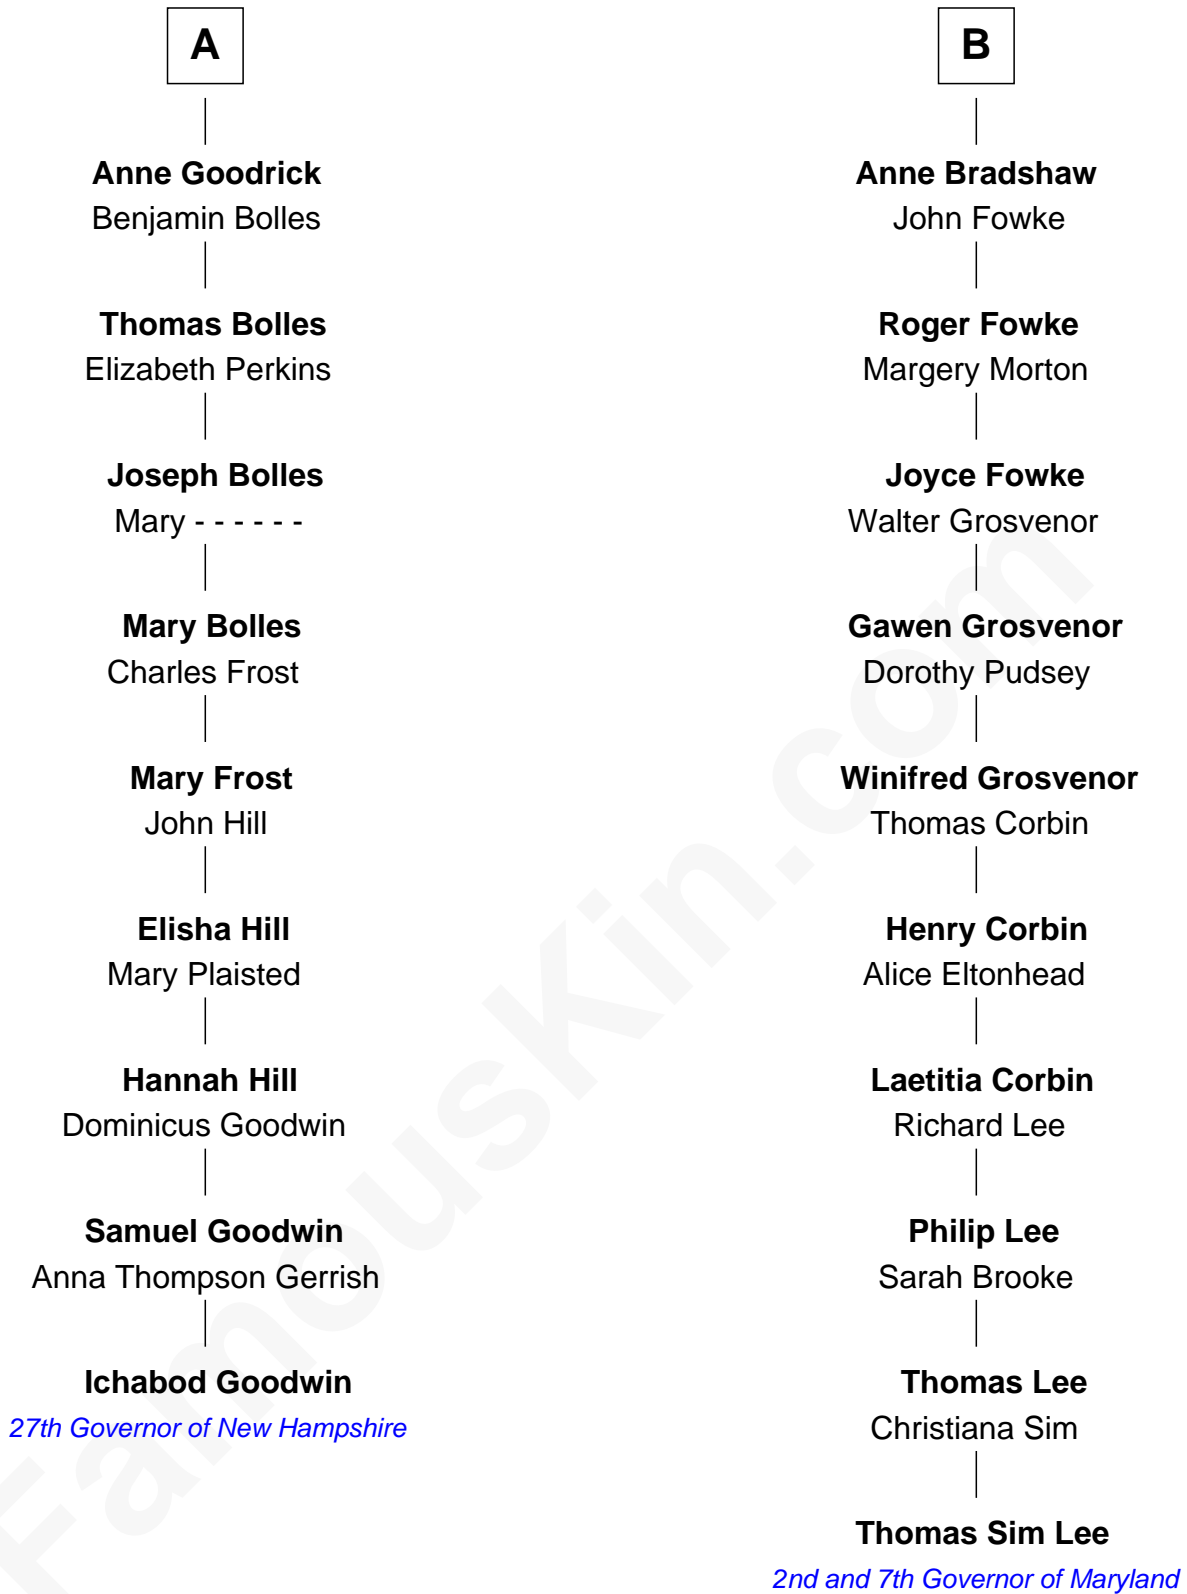 A
Anne Goodrick
Benjamin Bolles
Thomas Bolles
Elizabeth Perkins
Joseph Bolles
Mary - - - - - -
Mary Bolles
Charles Frost
Mary Frost
John Hill
Elisha Hill
Mary Plaisted
Hannah Hill
Dominicus Goodwin
Samuel Goodwin
Anna Thompson Gerrish
Ichabod Goodwin
27th Governor of New Hampshire
B
Anne Bradshaw
John Fowke
Roger Fowke
Margery Morton
Joyce Fowke
Walter Grosvenor
Gawen Grosvenor
Dorothy Pudsey
Winifred Grosvenor
Thomas Corbin
Henry Corbin
Alice Eltonhead
Laetitia Corbin
Richard Lee
Philip Lee
Sarah Brooke
Thomas Lee
Christiana Sim
Thomas Sim Lee
2nd and 7th Governor of Maryland
FamousKin.com